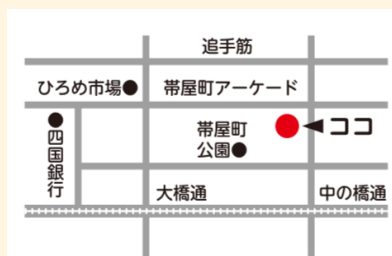 追手筋
ひろめ市場●
帯屋町アーケード
●四国銀行
帯屋町
公園●
◀ココ
大橋通
中の橋通